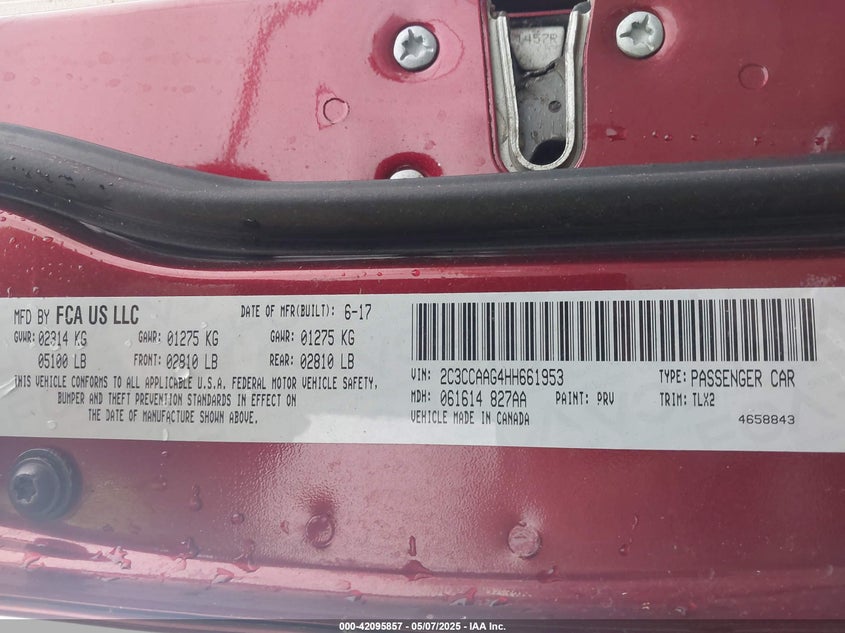 1457R
MFD BY FCA US LLC DATE OF MFR(BUILT): 6-17
GVWR: 02314 KG GAWR: 01275 KG GAWR: 01275 KG
05100 LB FRONT: 02810 LB REAR: 02810 LB
THIS VEHICLE CONFORMS TO ALL APPLICABLE U.S.A. FEDERAL MOTOR VEHICLE SAFETY,
BUMPER AND THEFT PREVENTION STANDARDS IN EFFECT ON
THE DATE OF MANUFACTURE SHOWN ABOVE.
VIN: 2C3CCAAG4HH661953 TYPE: PASSENGER CAR
MDH: 061614 827AA PAINT: PRV TRIM: TLX2
VEHICLE MADE IN CANADA 4658843
000-42095857 - 05/07/2025 - IAA Inc.